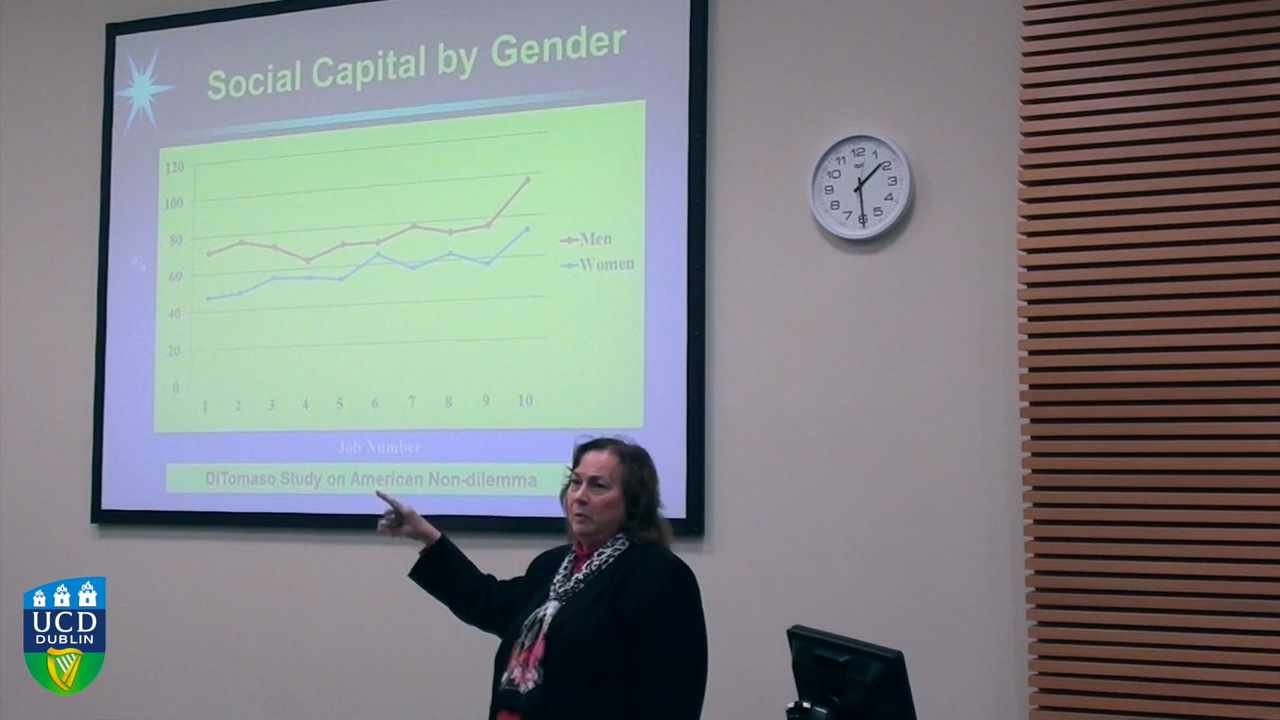 Social Capital by Gender
120
100
80
60
40
20
0
%
Men
Women
1 2 3 4 5 6 7 8 9 10
Job Number
DiTomaso Study on American Non-dilemma
12
1
2
3
4
5
6
7
8
9
10
11
UCD
DUBLIN